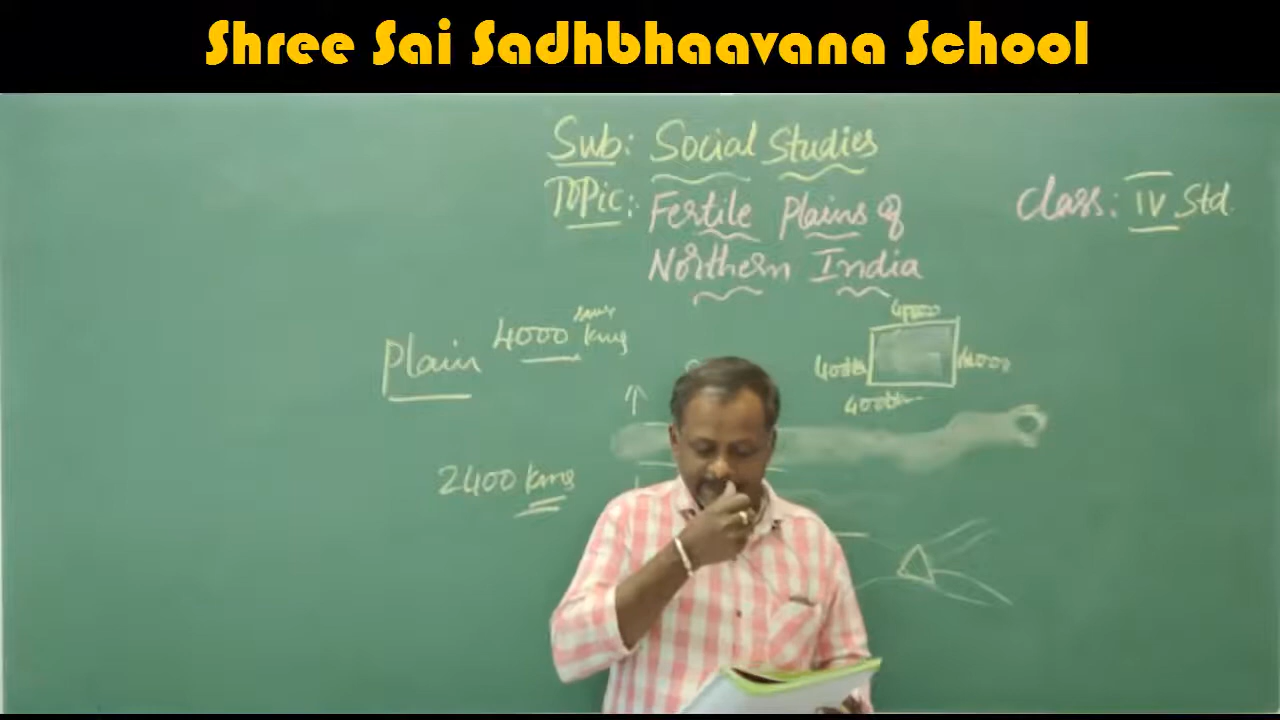 Shree Sai Sadhbhaavana School
Sub: Social Studies
Topic: Fertile Plains of
Northern India
Class: IV Std.
Plain 4000 kms
2400 kms